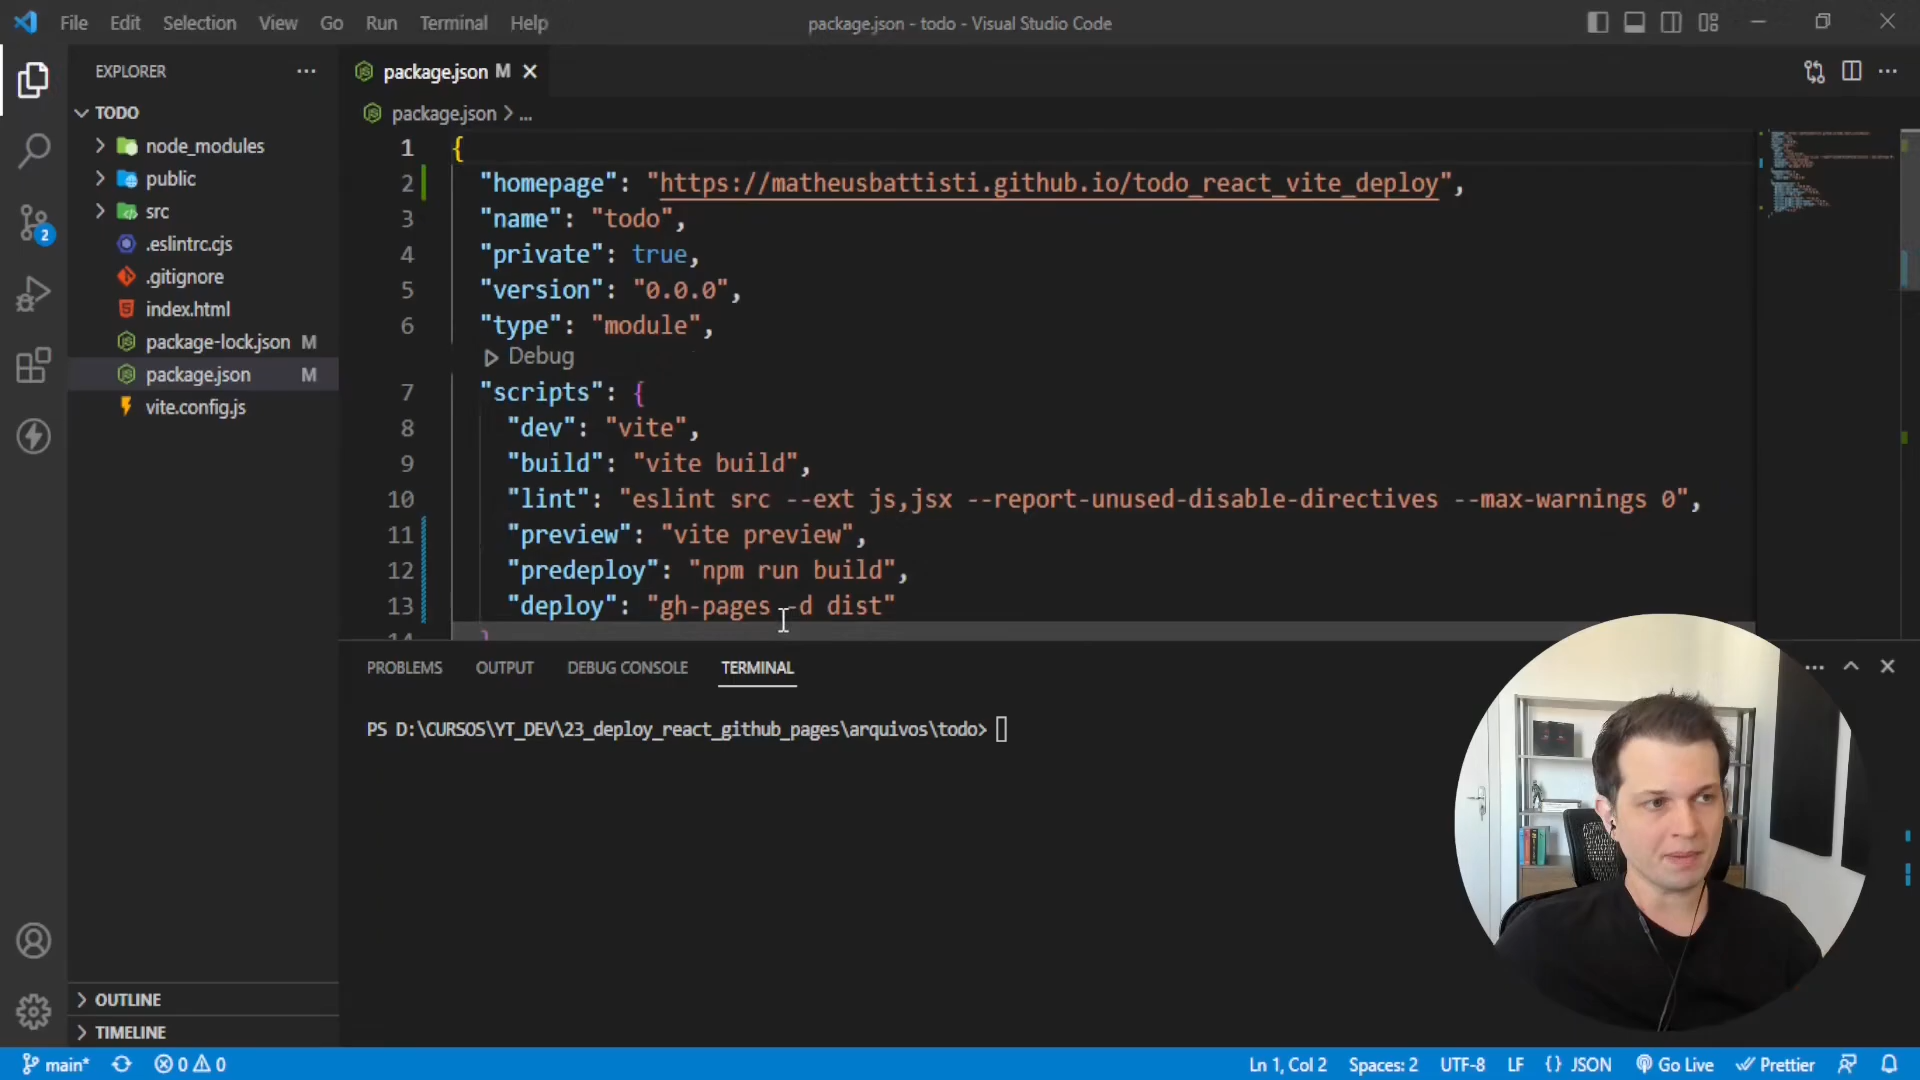 File Edit Selection View Go Run Terminal Help
package.json - todo - Visual Studio Code
EXPLORER
TODO
node_modules
public
src
.eslintrc.cjs
.gitignore
index.html
package-lock.json M
package.json M
vite.config.js
2
OUTLINE
TIMELINE
package.json M
package.json > ...
1 {
2 "homepage": "https://matheusbattisti.github.io/todo_react_vite_deploy",
3 "name": "todo",
4 "private": true,
5 "version": "0.0.0",
6 "type": "module",
Debug
7 "scripts": {
8 "dev": "vite",
9 "build": "vite build",
10 "lint": "eslint src --ext js,jsx --report-unused-disable-directives --max-warnings 0",
11 "preview": "vite preview",
12 "predeploy": "npm run build",
13 "deploy": "gh-pages -d dist"
14 }
PROBLEMS OUTPUT DEBUG CONSOLE TERMINAL
PS D:\CURSOS\YT_DEV\23_deploy_react_github_pages\arquivos\todo>
main* 0 0 Ln 1, Col 2 Spaces: 2 UTF-8 LF {} JSON Go Live Prettier